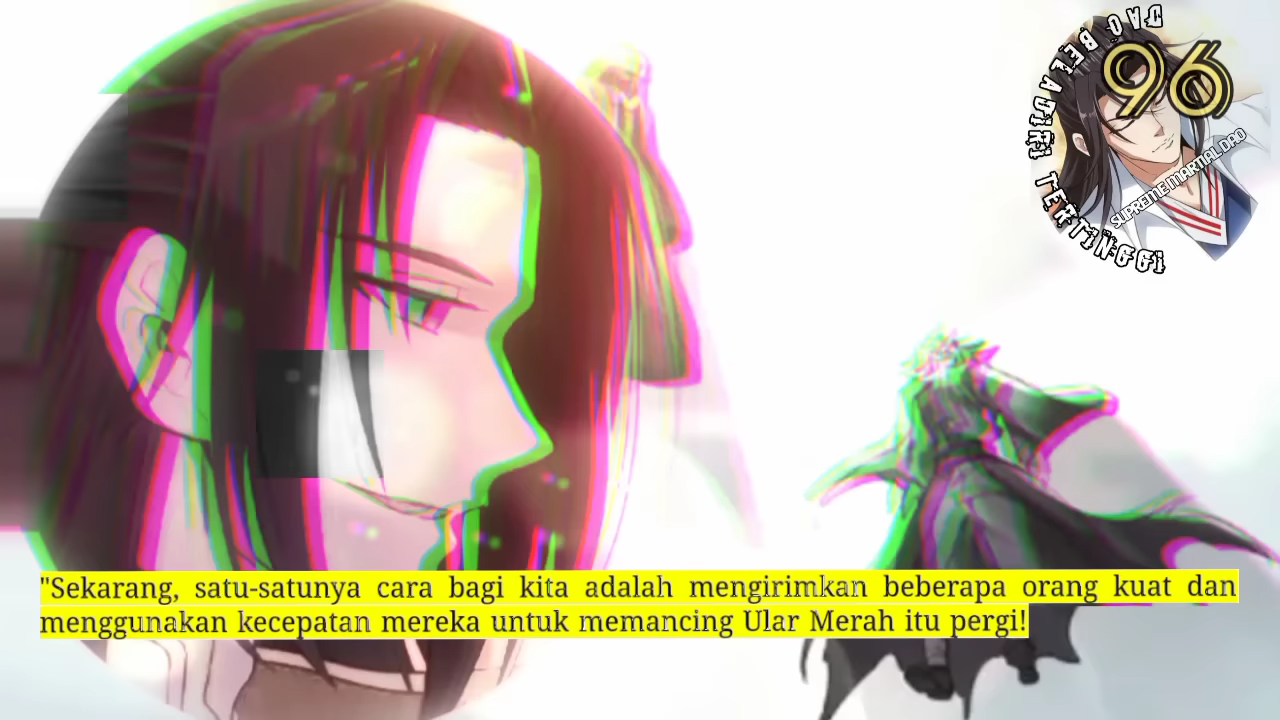 DAO BELADIRI TERTINGGI
96
SUPREME MARTIAL DAO
"Sekarang, satu-satunya cara bagi kita adalah mengirimkan beberapa orang kuat dan
menggunakan kecepatan mereka untuk memancing Ular Merah itu pergi!